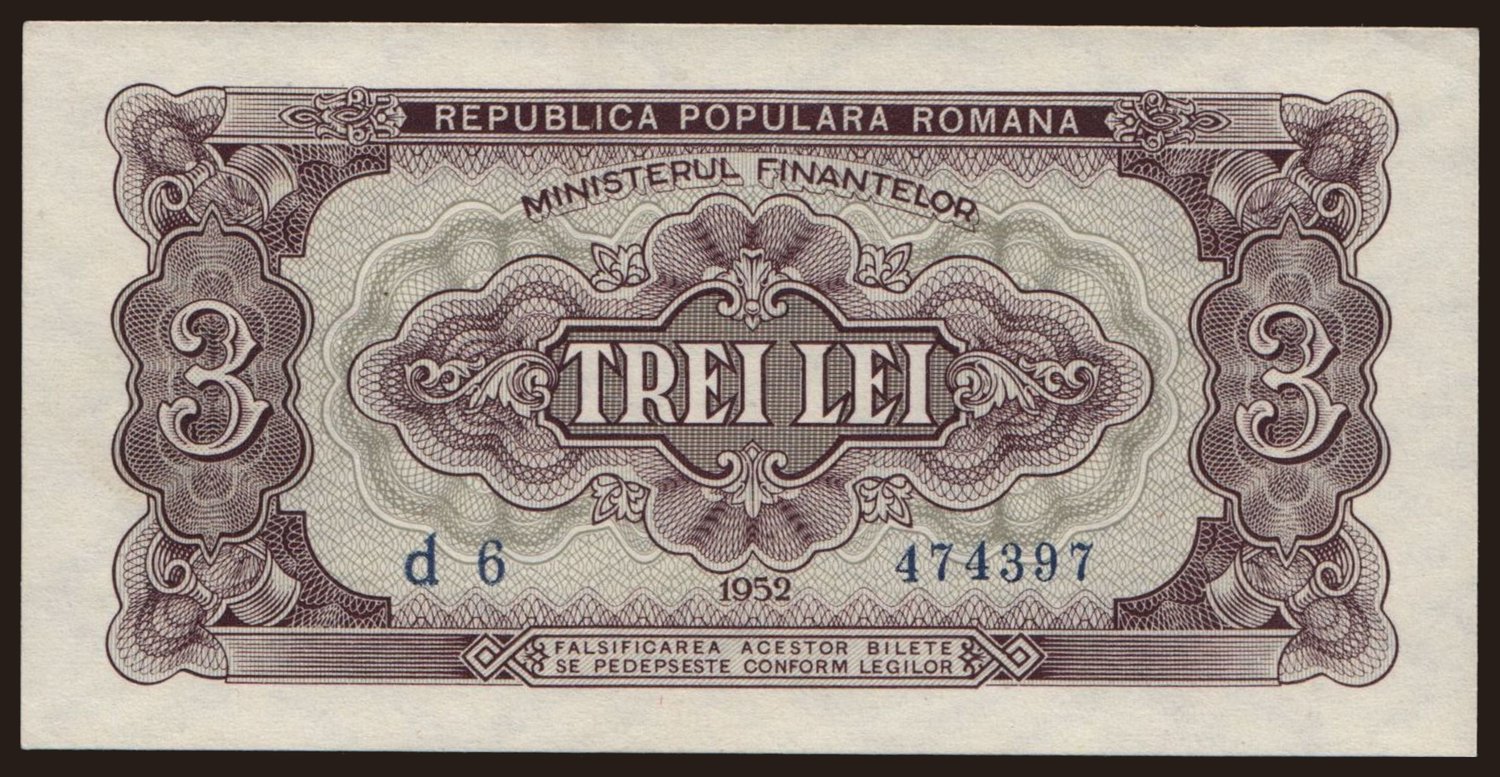 REPUBLICA POPULARA ROMANA
MINISTERUL FINANTELOR
3 TREI LEI 3
d 6 474397
1952
FALSIFICAREA ACESTOR BILETE
SE PEDEPSESTE CONFORM LEGILOR